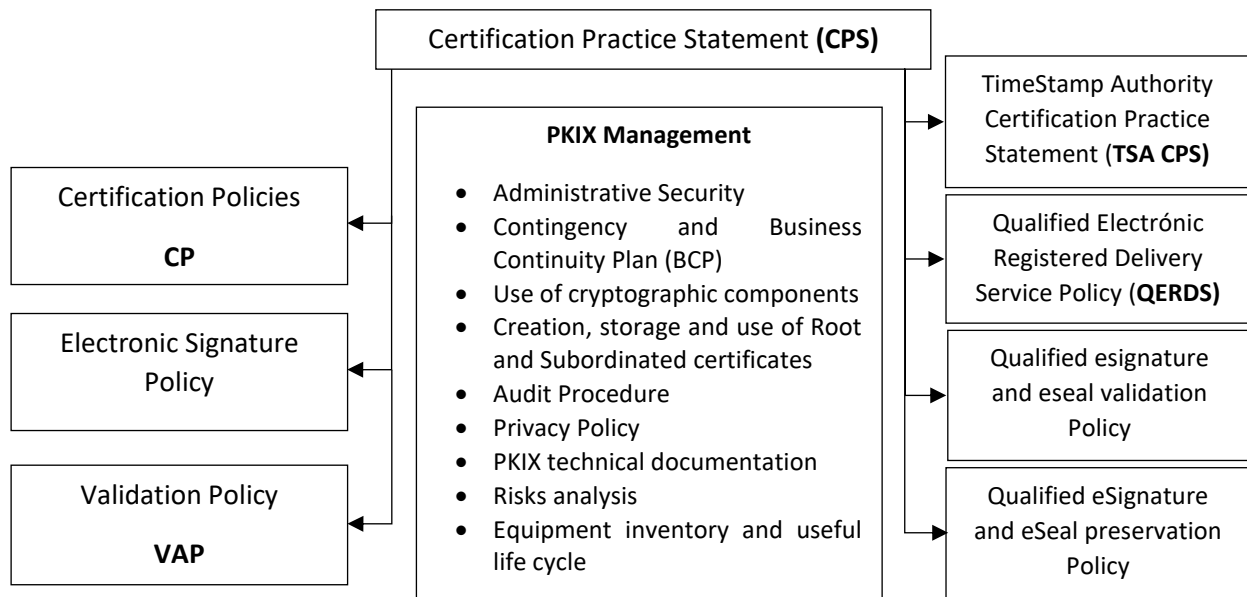 Certification Practice Statement (CPS)
Certification Policies
CP
Electronic Signature
Policy
Validation Policy
VAP
PKIX Management
• Administrative Security
• Contingency and Business
Continuity Plan (BCP)
• Use of cryptographic components
• Creation, storage and use of Root
and Subordinated certificates
• Audit Procedure
• Privacy Policy
• PKIX technical documentation
• Risks analysis
• Equipment inventory and useful
life cycle
TimeStamp Authority
Certification Practice
Statement (TSA CPS)
Qualified Electrónic
Registered Delivery
Service Policy (QERDS)
Qualified esignature
and eseal validation
Policy
Qualified eSignature
and eSeal preservation
Policy